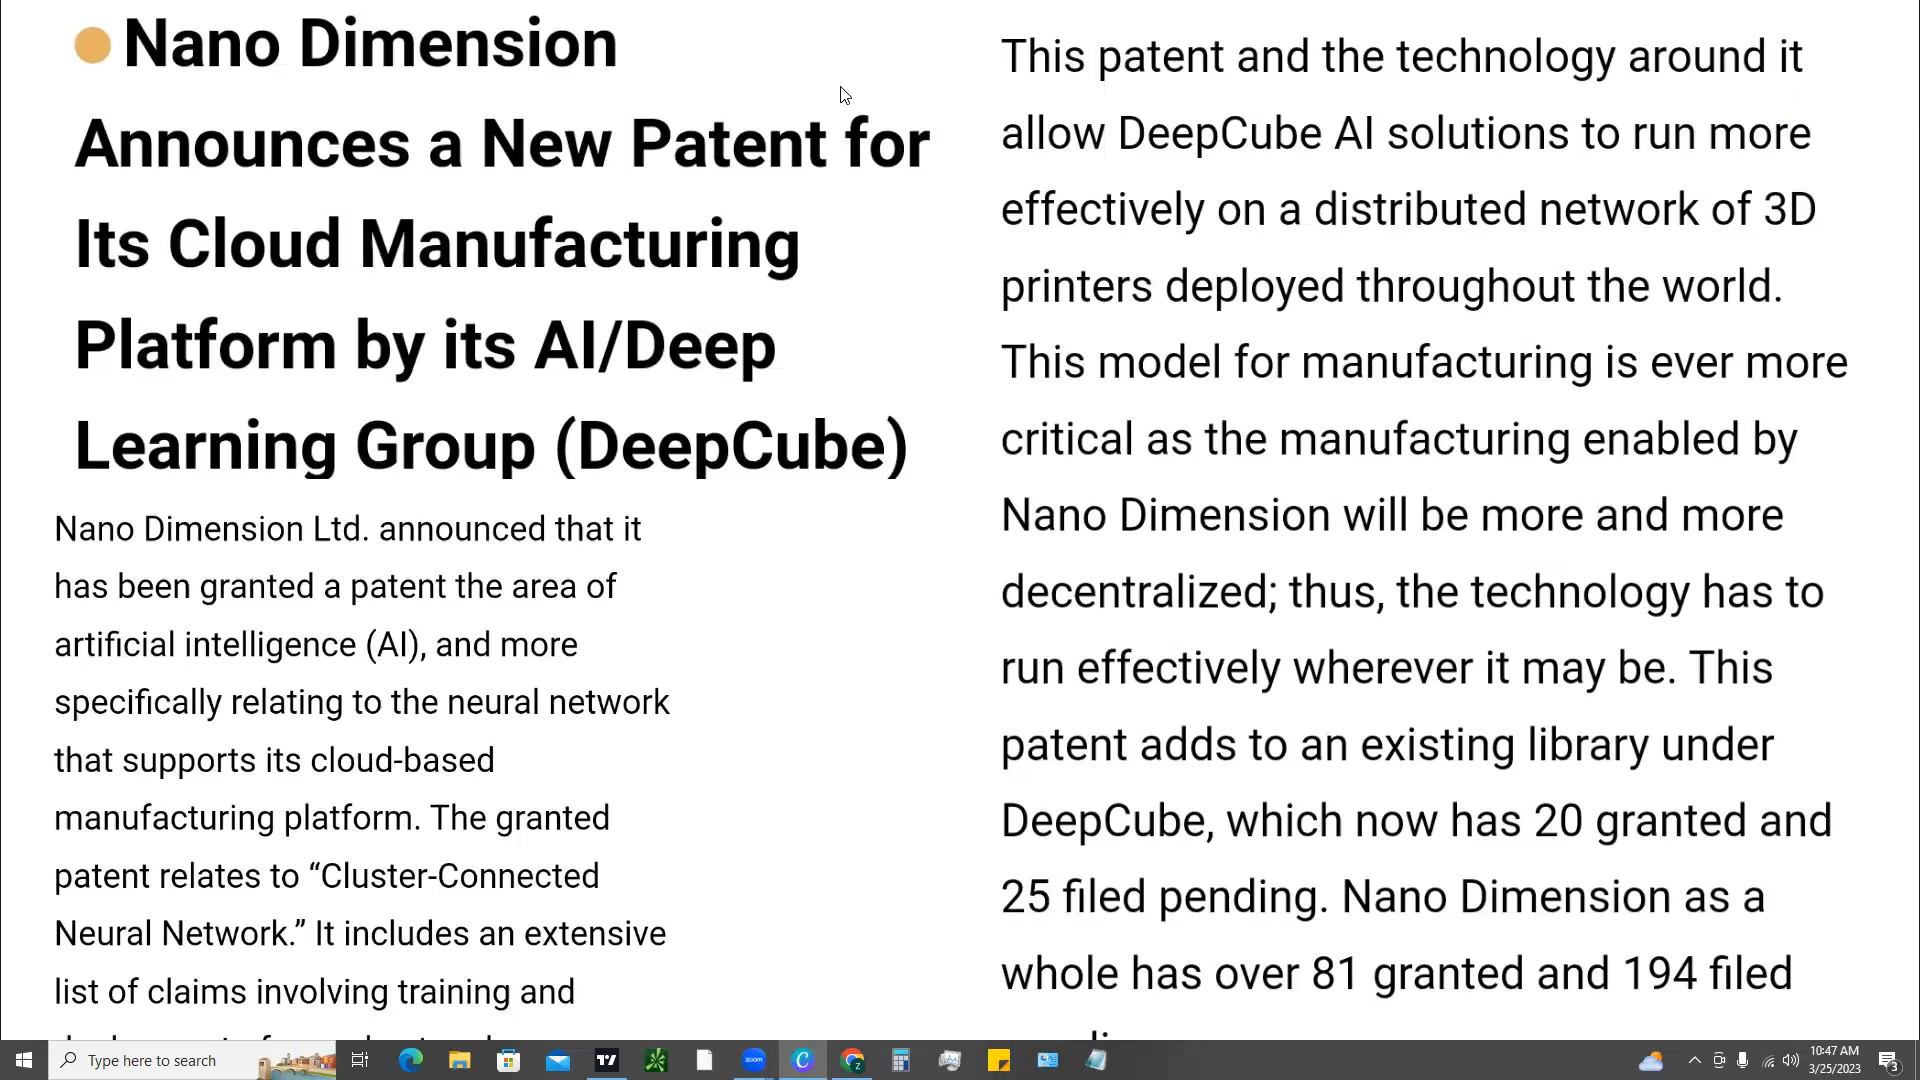 Nano Dimension
Announces a New Patent for
Its Cloud Manufacturing
Platform by its AI/Deep
Learning Group (DeepCube)
Nano Dimension Ltd. announced that it
has been granted a patent the area of
artificial intelligence (AI), and more
specifically relating to the neural network
that supports its cloud-based
manufacturing platform. The granted
patent relates to “Cluster-Connected
Neural Network.” It includes an extensive
list of claims involving training and
This patent and the technology around it
allow DeepCube AI solutions to run more
effectively on a distributed network of 3D
printers deployed throughout the world.
This model for manufacturing is ever more
critical as the manufacturing enabled by
Nano Dimension will be more and more
decentralized; thus, the technology has to
run effectively wherever it may be. This
patent adds to an existing library under
DeepCube, which now has 20 granted and
25 filed pending. Nano Dimension as a
whole has over 81 granted and 194 filed
Type here to search
zoom
10:47 AM
3/25/2023
3